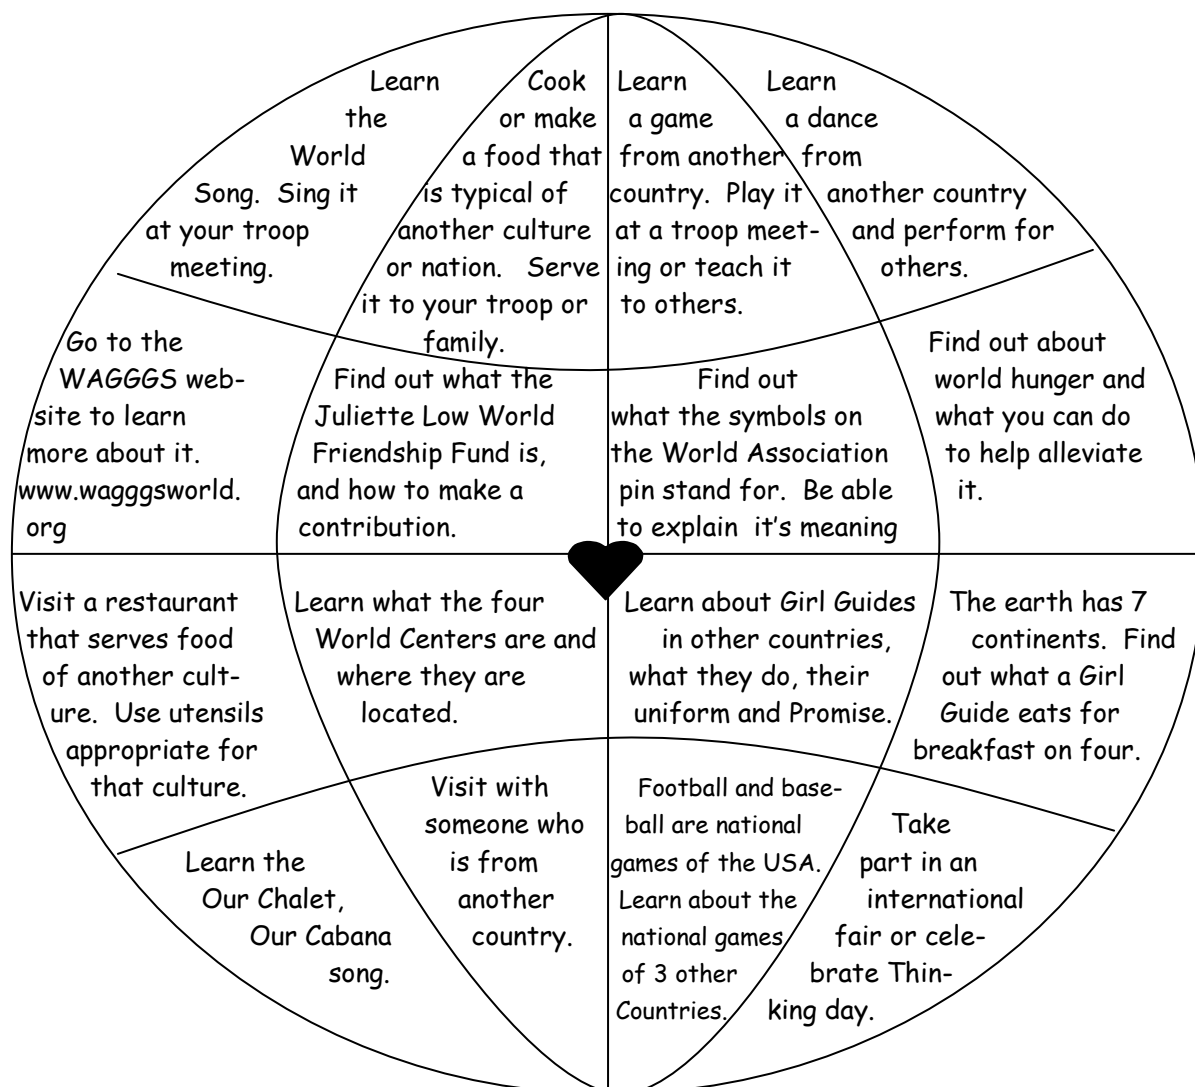 Learn
the
World
Song.  Sing it
at your troop
meeting.
Cook
or make
a food that
is typical of
another culture
or nation.  Serve
it to your troop or
family.
Learn
a game
from another
country.  Play it
at a troop meet-
ing or teach it
to others.
Learn
a dance
from
another country
and perform for
others.
Go to the
WAGGGS web-
site to learn
more about it.
www.wagggsworld.
org
Find out what the
Juliette Low World
Friendship Fund is,
and how to make a
contribution.
Find out
what the symbols on
the World Association
pin stand for.  Be able
to explain  it's meaning
Find out about
world hunger and
what you can do
to help alleviate
it.
Visit a restaurant
that serves food
of another cult-
ure.  Use utensils
appropriate for
that culture.
Learn what the four
World Centers are and
where they are
located.
Learn about Girl Guides
in other countries,
what they do, their
uniform and Promise.
The earth has 7
continents.  Find
out what a Girl
Guide eats for
breakfast on four.
Learn the
Our Chalet,
Our Cabana
song.
Visit with
someone who
is from
another
country.
Football and base-
ball are national
games of the USA.
Learn about the
national games
of 3 other
Countries.
Take
part in an
international
fair or cele-
brate Thin-
king day.